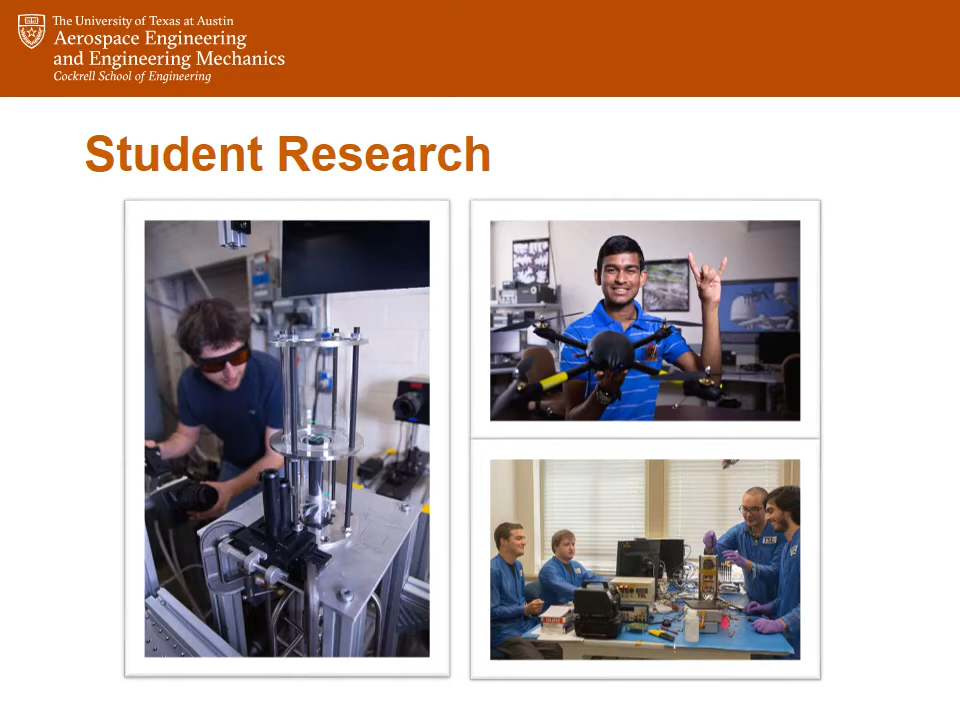 The University of Texas at Austin
Aerospace Engineering
and Engineering Mechanics
Cockrell School of Engineering
Student Research